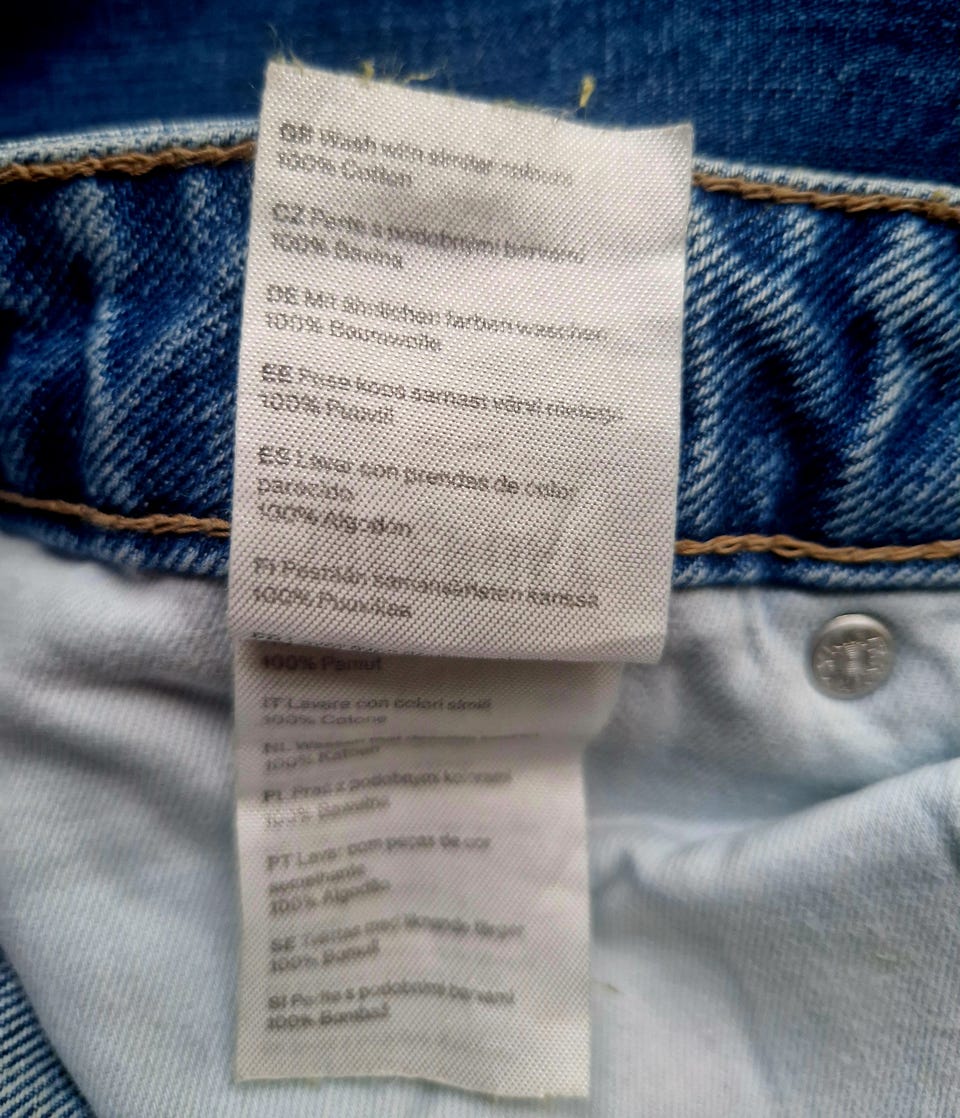 GB Wash with similar colours
100% Cotton
CZ Perte s podobnými barvami
100% Bavlna
DE Mit ähnlichen farben waschen
100% Baumwolle
EE Pese koos sarnast värvi riietega
100% Puuvill
ES Lavar con prendas de color
parecido
100% Algodón
FI Pestään samansävristen kanssa
100% Puuvillaa
100% Pamut
IT Lavare con colori simili
100% Cotone
NL Wassen met
100% Katoen
PL Prać z podobnymi kolorami
100% Bawełna
PT Lavar com peças de cor
semelhante
100% Algodão
SE Tvättas med liknande färger
100% Bomull
SI Perite s podobnimi barvami
100% Bombaž